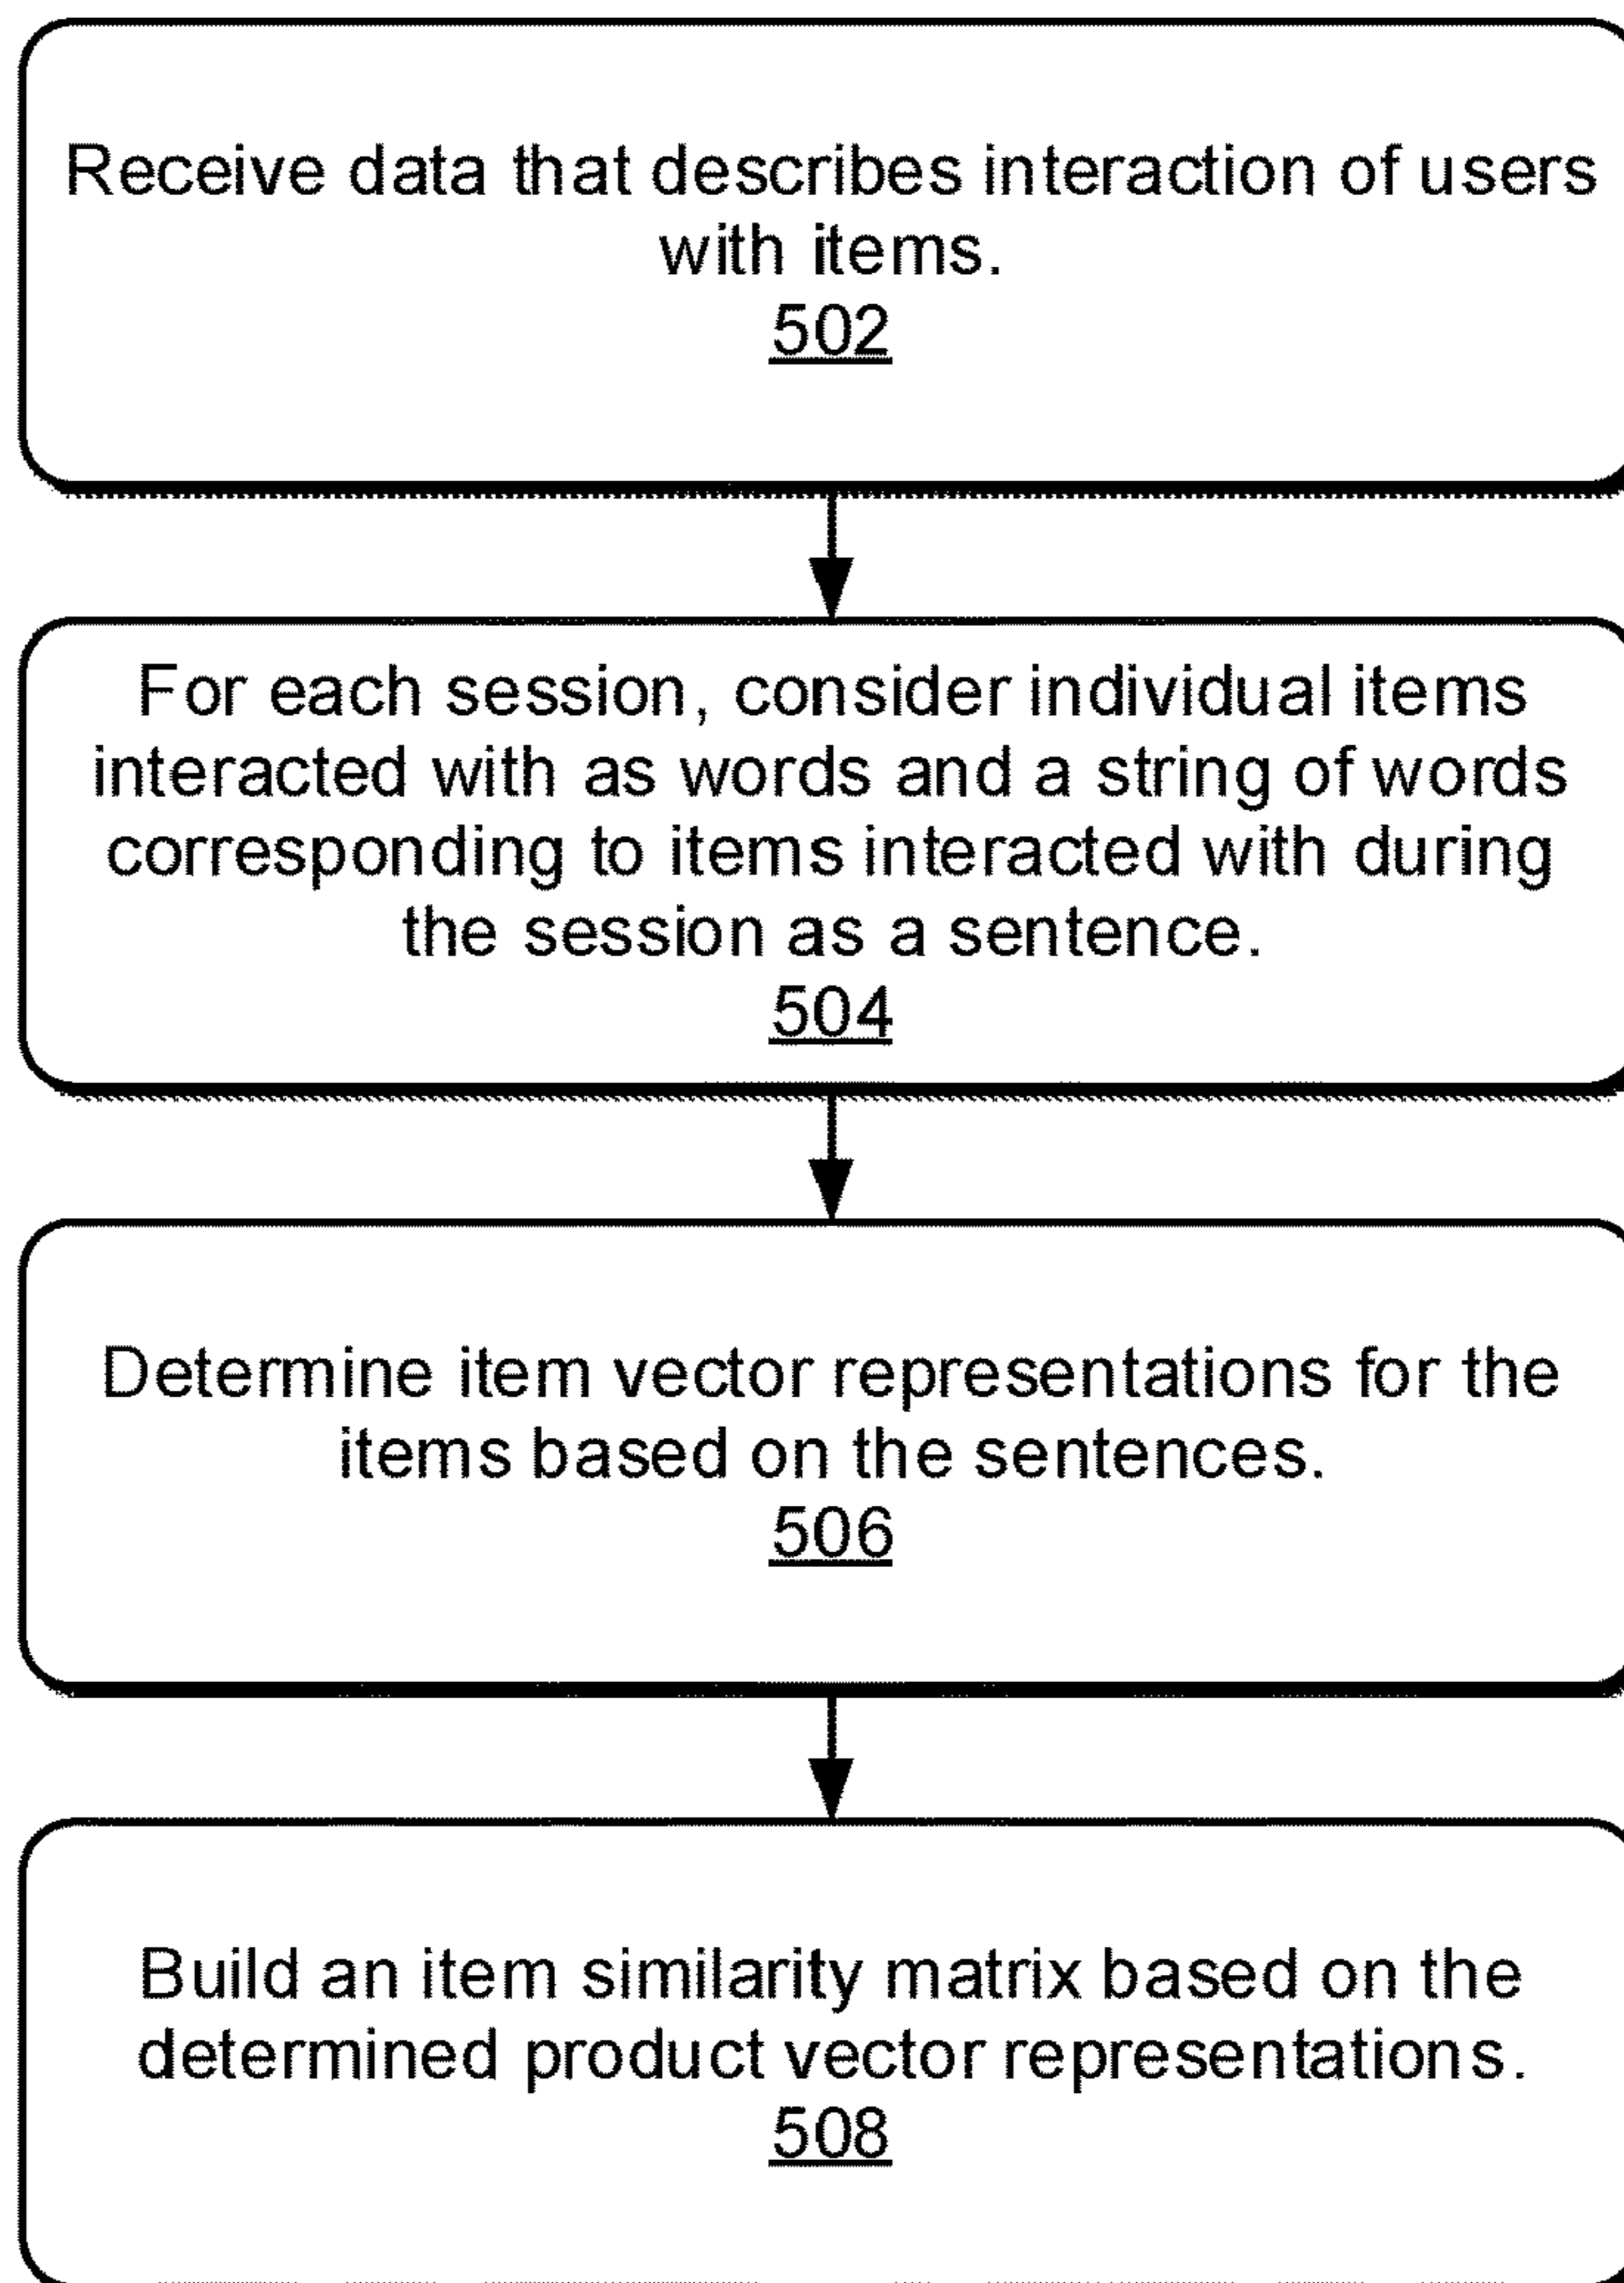 Receive data that describes interaction of users
with items.
502
For each session, consider individual items
interacted with as words and a string of words
corresponding to items interacted with during
the session as a sentence.
504
Determine item vector representations for the
items based on the sentences.
506
Build an item similarity matrix based on the
determined product vector representations.
508